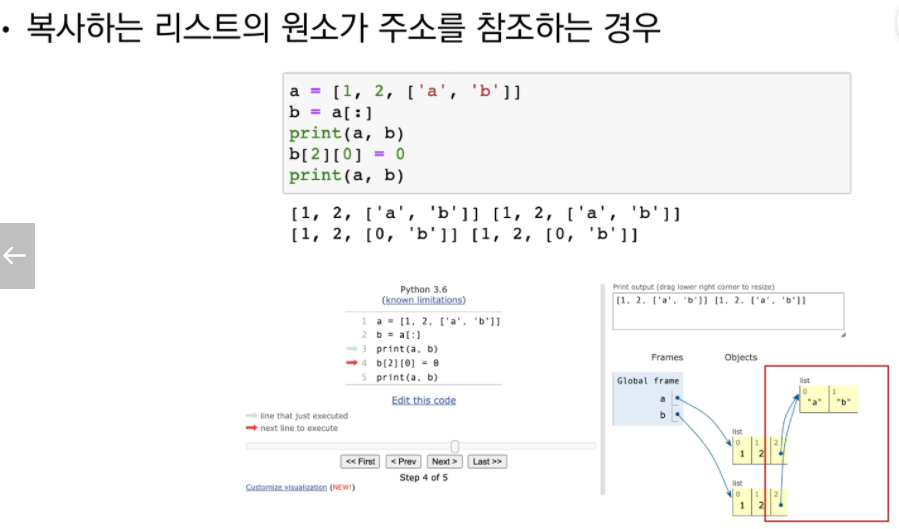 • 복사하는 리스트의 원소가 주소를 참조하는 경우
a = [1, 2, ['a', 'b']]
b = a[:]
print(a, b)
b[2][0] = 0
print(a, b)
[1, 2, ['a', 'b']] [1, 2, ['a', 'b']]
[1, 2, [0, 'b']] [1, 2, [0, 'b']]
Python 3.6
(known limitations)
1 a = [1, 2, ['a', 'b']]
2 b = a[:]
3 print(a, b)
4 b[2][0] = 0
5 print(a, b)
Edit this code
line that just executed
next line to execute
<< First < Prev Next > Last >>
Step 4 of 5
Customize visualization (NEW!)
Print output (drag lower right corner to resize)
[1, 2, ['a', 'b']] [1, 2, ['a', 'b']]
Frames Objects
Global frame
a
b
list
0 1
"a" "b"
list
0 1 2
1 2
list
0 1 2
1 2